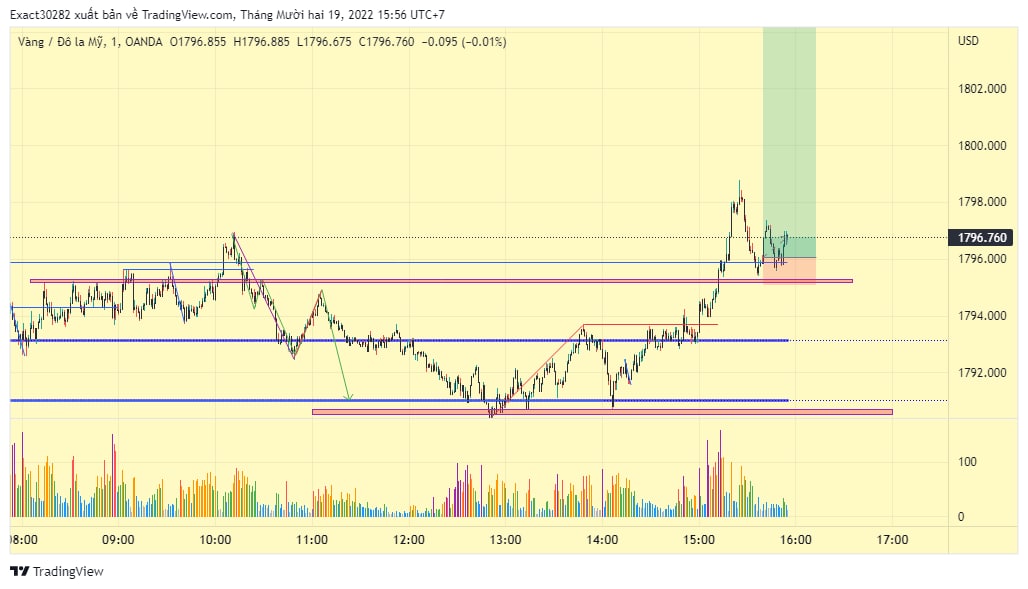 Exact30282 xuất bản về TradingView.com, Tháng Mười hai 19, 2022 15:56 UTC+7
Vàng / Đô la Mỹ, 1, OANDA O1796.855 H1796.885 L1796.675 C1796.760 −0.095 (−0.01%)
USD
1802.000
1800.000
1798.000
1796.760
1796.000
1794.000
1792.000
100
0
08:00 09:00 10:00 11:00 12:00 13:00 14:00 15:00 16:00 17:00
TradingView